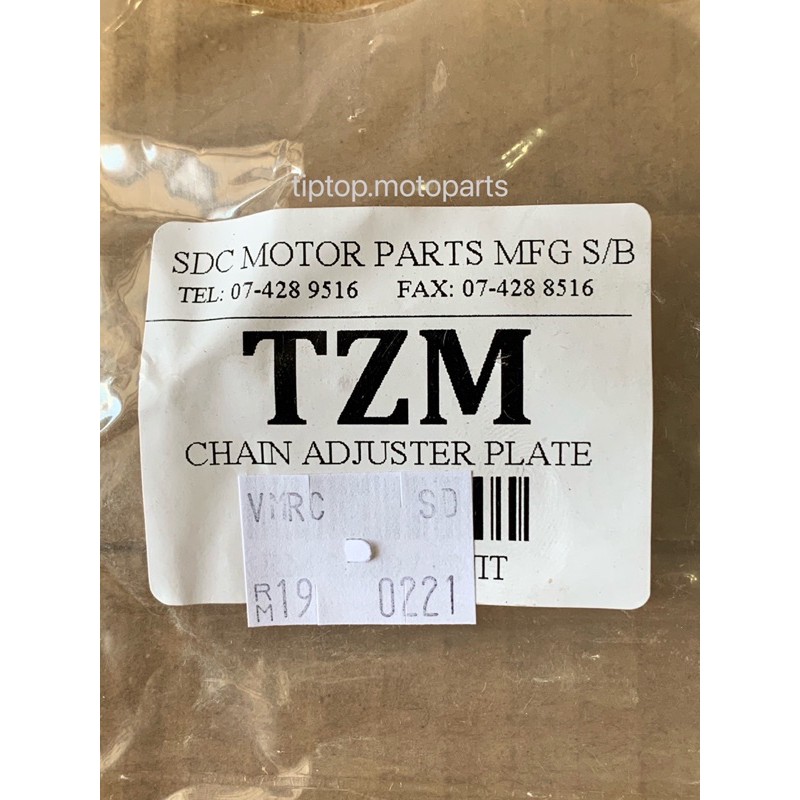 tiptop.motoparts
SDC MOTOR PARTS MFG S/B
TEL: 07-428 9516 FAX: 07-428 8516
TZM
CHAIN ADJUSTER PLATE
VMRC SD
IT
RM19 0221